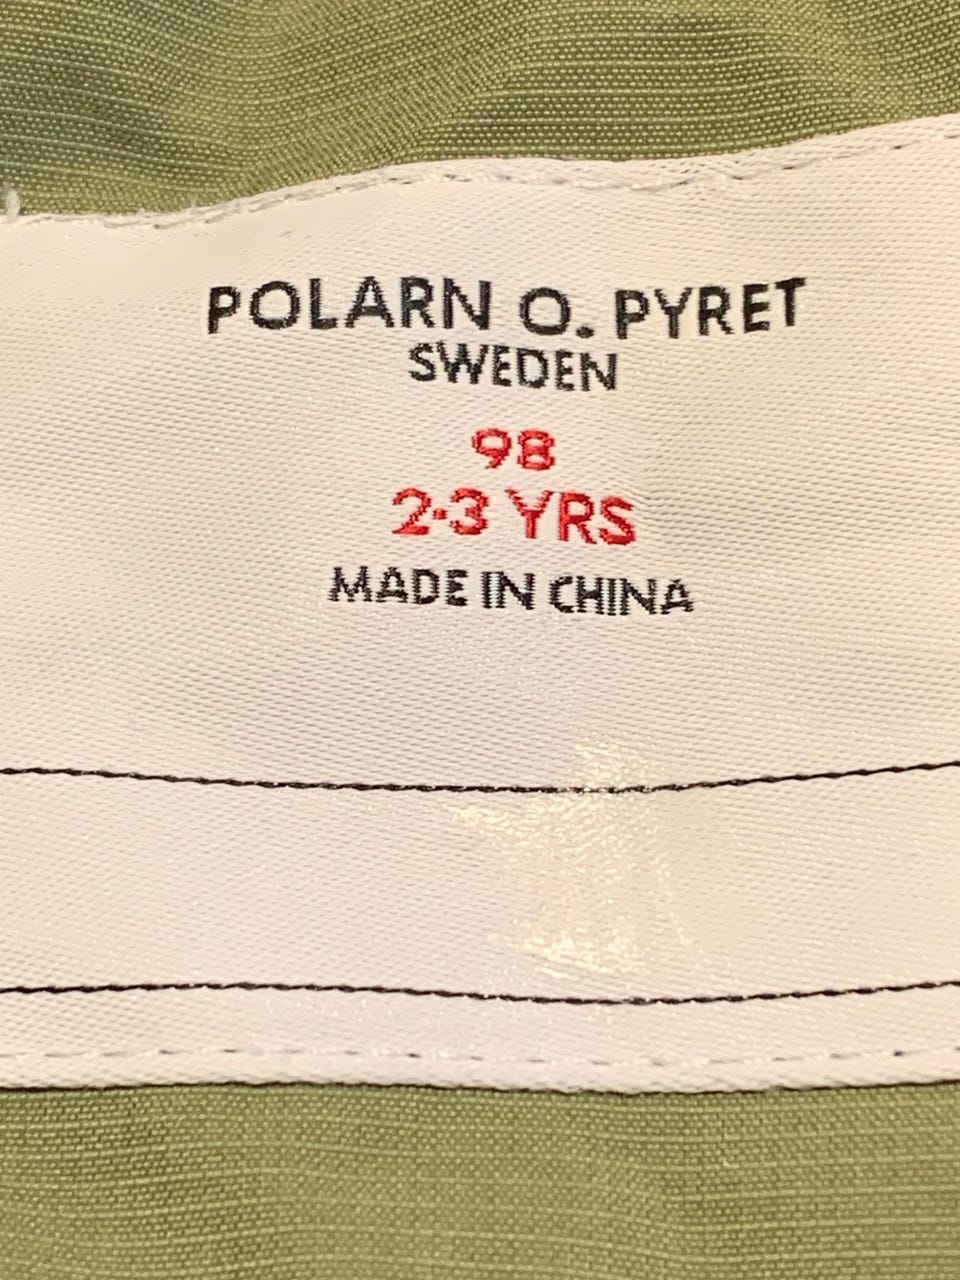 POLARN O. PYRET
SWEDEN
98
2-3 YRS
MADE IN CHINA